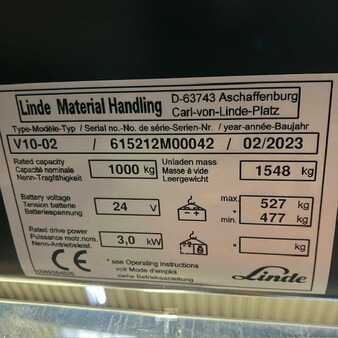 Linde Material Handling
D-63743 Aschaffenburg
Carl-von-Linde-Platz
Type-Modèle-Typ / Serial no.-No. de série-Serien-Nr. / year-année-Baujahr
V10-02 / 615212M00042 / 02/2023
Rated capacity
Capacité nominale
Nenn-Tragfähigkeit
1000 kg
Unladen mass
Masse à vide
Leergewicht
1548 kg
Battery voltage
Tension batterie
Batteriespannung
24 V
max.
*
min.
527 kg
477 kg
Rated drive power
Puissance motr.nom.
Nenn-Antriebsleist.
3,0 kW
*
kg
CE
* see Operating instructions
voir Mode d'emploi
siehe Betriebsanleitung
Linde